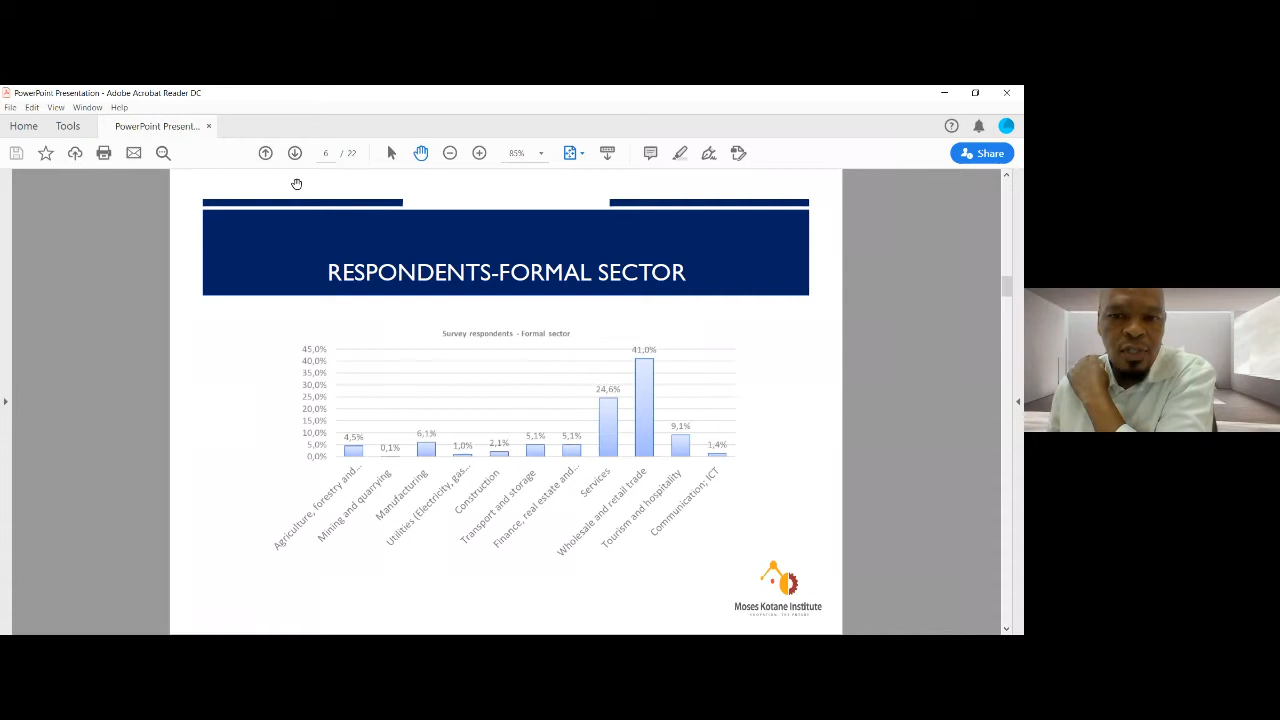 PowerPoint Presentation - Adobe Acrobat Reader DC
File Edit View Window Help
Home Tools PowerPoint Present... ×
6 / 22 85% Share
RESPONDENTS-FORMAL SECTOR
Survey respondents - Formal sector
45,0%
40,0%
35,0%
30,0%
25,0%
20,0%
15,0%
10,0%
5,0%
0,0%
4,5%
0,1%
6,1%
1,0%
2,1%
5,1%
5,1%
24,6%
41,0%
9,1%
1,4%
Agriculture, forestry and...
Mining and quarrying
Manufacturing
Utilities (Electricity, gas...
Construction
Transport and storage
Finance, real estate and...
Services
Wholesale and retail trade
Tourism and hospitality
Communication; ICT
Moses Kotane Institute